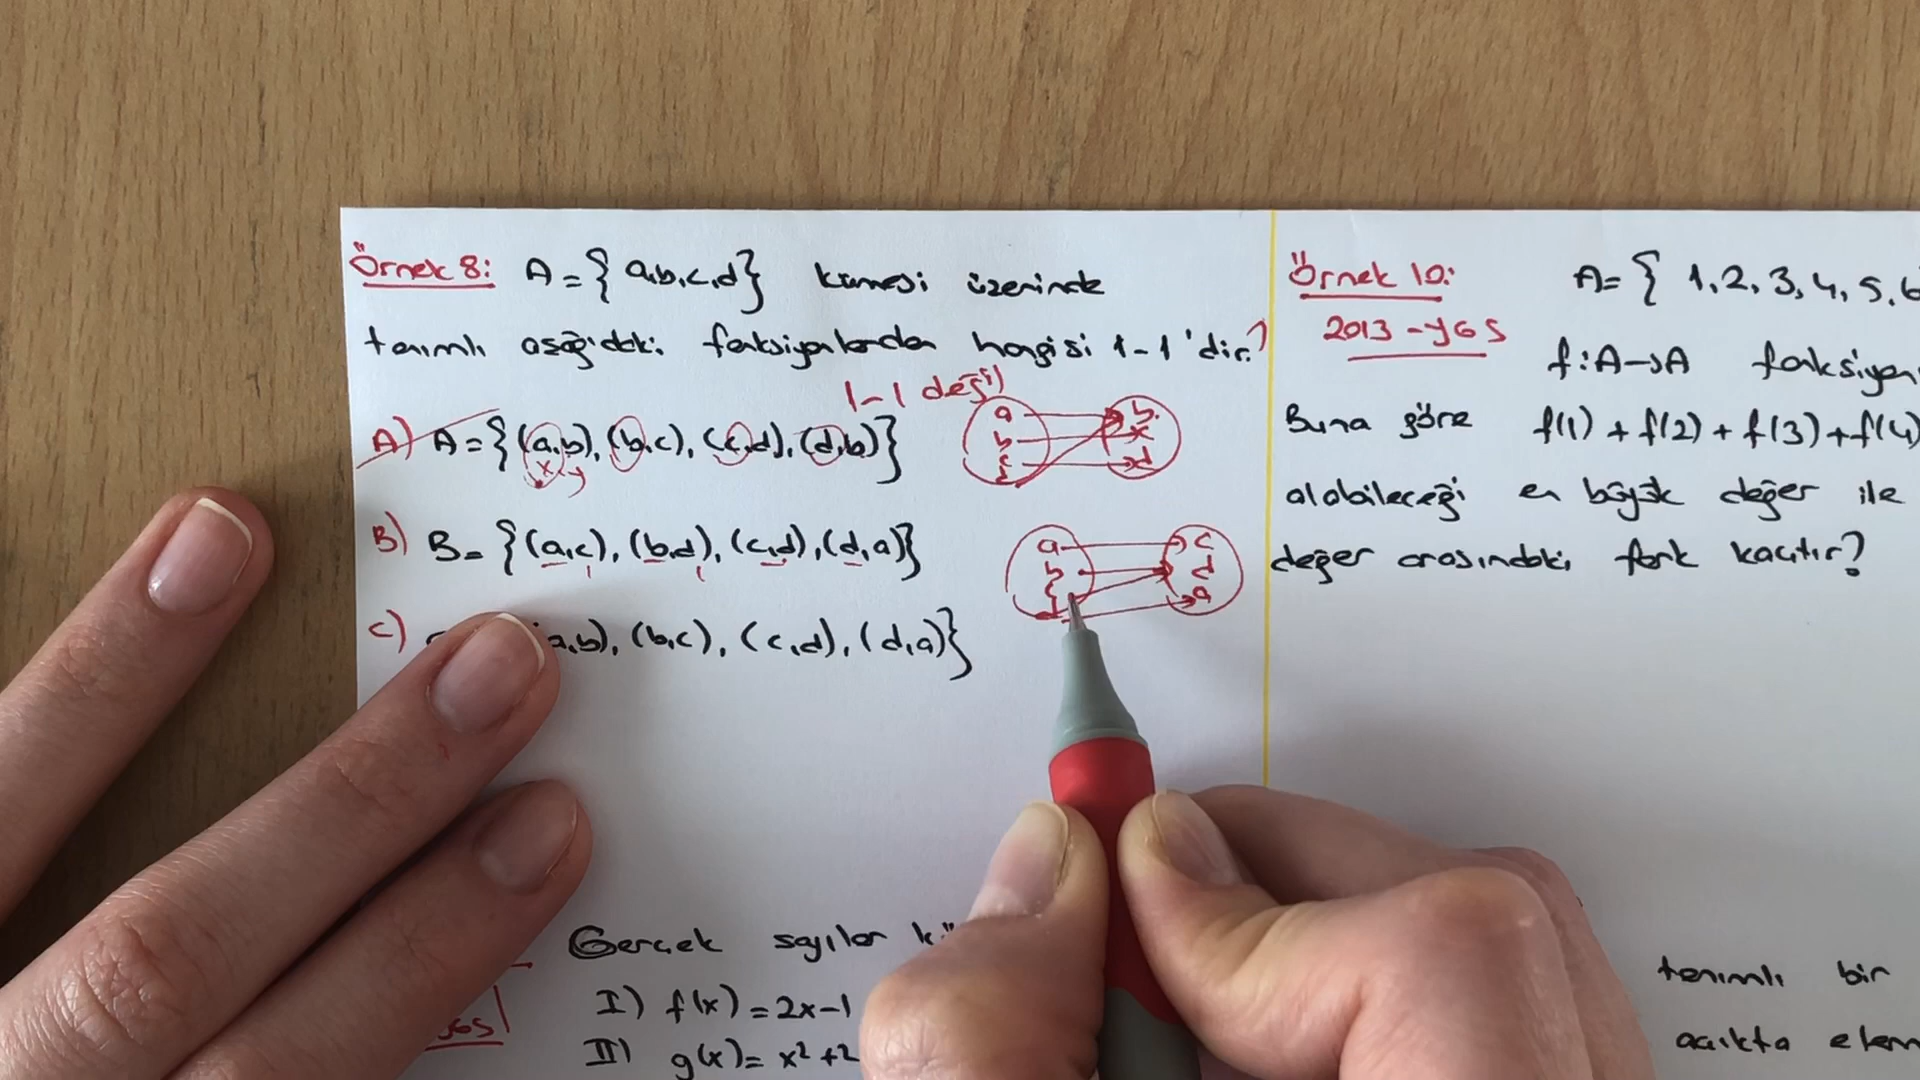 Örnek 8: A = { a,b,c,d } kümesi üzerinde
tanımlı aşağıdaki fonksiyonlardan hangisi 1-1 'dir?
1-1 değil
A) A = {(a,b), (b,c), (c,d), (d,b)}
x y
a b
b c
c d
B) B = {(a,c), (b,d), (c,d), (d,a)}
a c
b d
c a
d
C) a,b), (b,c), (c,d), (d,a)}
Gerçek sayılar
I) f(x) = 2x-1
II) g(x) = x² +2
Örnek 10: A = { 1, 2, 3, 4, 5, 6
2013 - YGS
f: A→A
Buna göre f(1) + f(2) + f(3) + f(4)
alabileceği en büyük değer ile
değer arasındaki fark kaçtır?
tanımlı bir
açıkta